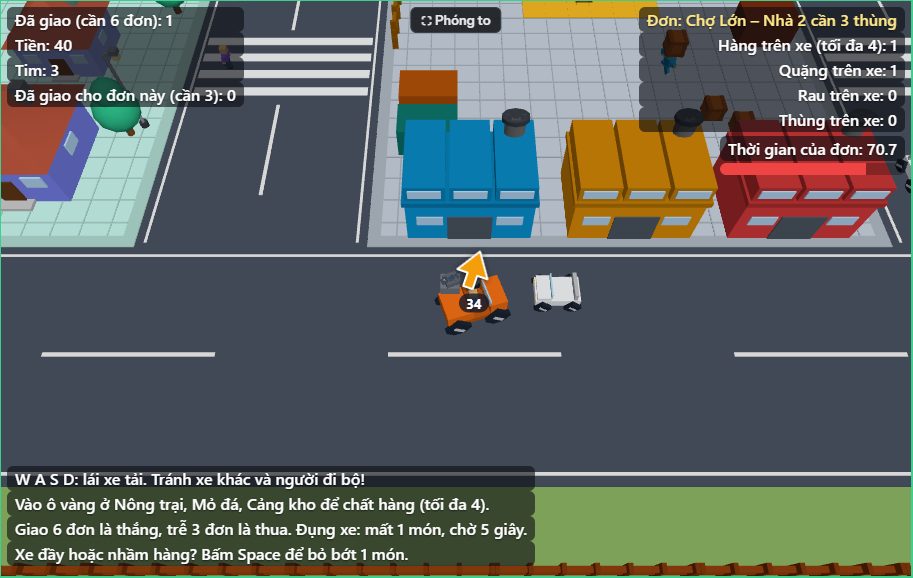 Đã giao (cần 6 đơn): 1
Tiền: 40
Tim: 3
Đã giao cho đơn này (cần 3): 0
Phóng to
Đơn: Chợ Lớn – Nhà 2 cần 3 thùng
Hàng trên xe (tối đa 4): 1
Quặng trên xe: 1
Rau trên xe: 0
Thùng trên xe: 0
Thời gian của đơn: 70.7
34
W A S D: lái xe tải. Tránh xe khác và người đi bộ!
Vào ô vàng ở Nông trại, Mỏ đá, Cảng kho để chất hàng (tối đa 4).
Giao 6 đơn là thắng, trễ 3 đơn là thua. Đụng xe: mất 1 món, chờ 5 giây.
Xe đầy hoặc nhầm hàng? Bấm Space để bỏ bớt 1 món.